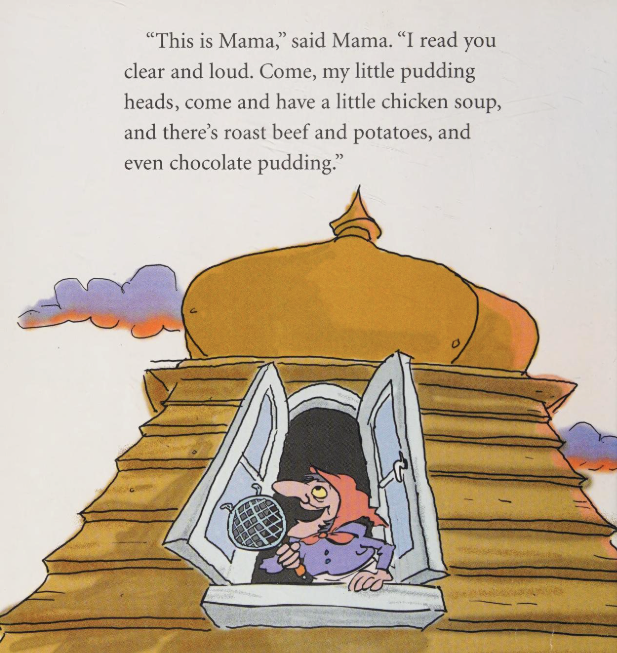 “This is Mama,” said Mama. “I read you
clear and loud. Come, my little pudding
heads, come and have a little chicken soup,
and there’s roast beef and potatoes, and
even chocolate pudding.”